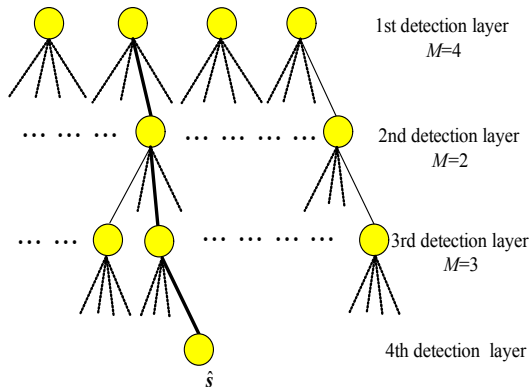 1st detection layer
M=4
... ... ... ... ... ... ... ... 2nd detection layer
M=2
... ... ... ... ... ... 3rd detection layer
M=3
4th detection layer
ŝ